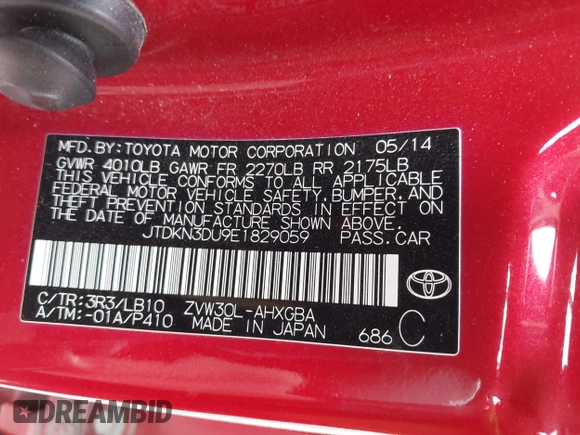 MFD. BY: TOYOTA MOTOR CORPORATION 05/14
GVWR 4010LB GAWR FR 2270LB RR 2175LB
THIS VEHICLE CONFORMS TO ALL APPLICABLE
FEDERAL MOTOR VEHICLE SAFETY, BUMPER, AND
THEFT PREVENTION STANDARDS IN EFFECT ON
THE DATE OF MANUFACTURE SHOWN ABOVE.
JTDKN3DU9E1829059 PASS. CAR
C/TR: 3R3/LB10 ZVW30L-AHXGBA
A/TM: -01A/P410 MADE IN JAPAN 686 C
DREAMBID